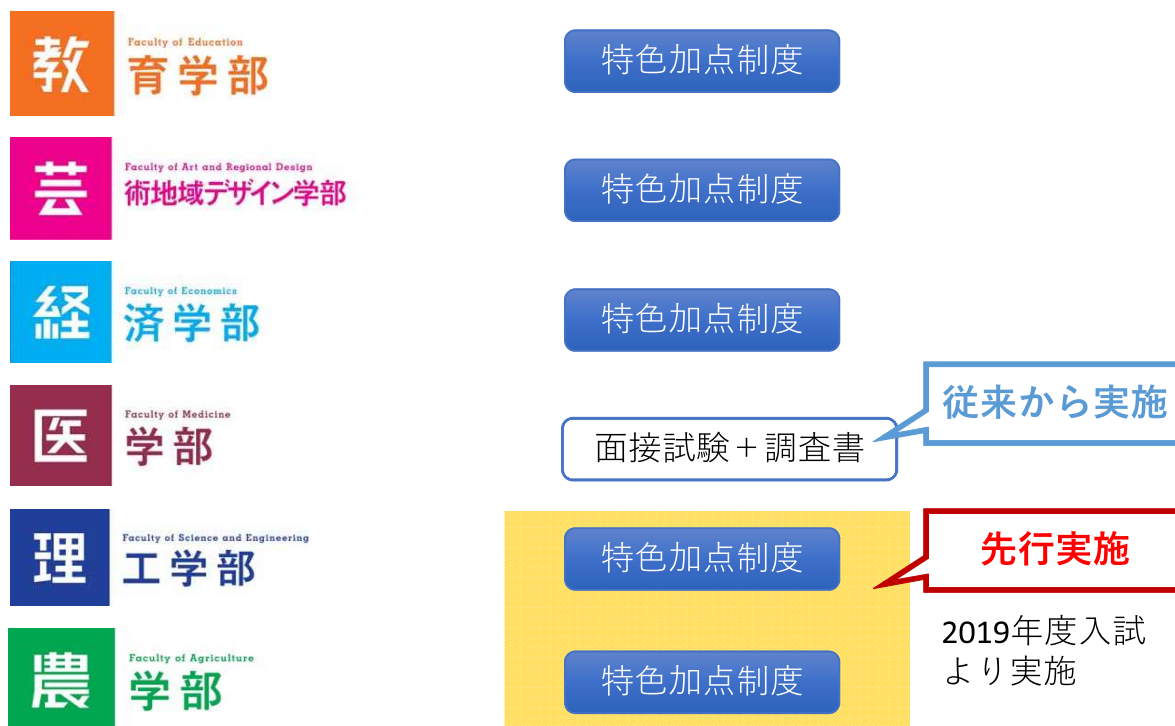 教
Faculty of Education
育学部
特色加点制度
芸
Faculty of Art and Regional Design
術地域デザイン学部
特色加点制度
経
Faculty of Economics
済学部
特色加点制度
医
Faculty of Medicine
学部
面接試験＋調査書
従来から実施
理
Faculty of Science and Engineering
工学部
特色加点制度
先行実施
2019年度入試
より実施
農
Faculty of Agriculture
学部
特色加点制度